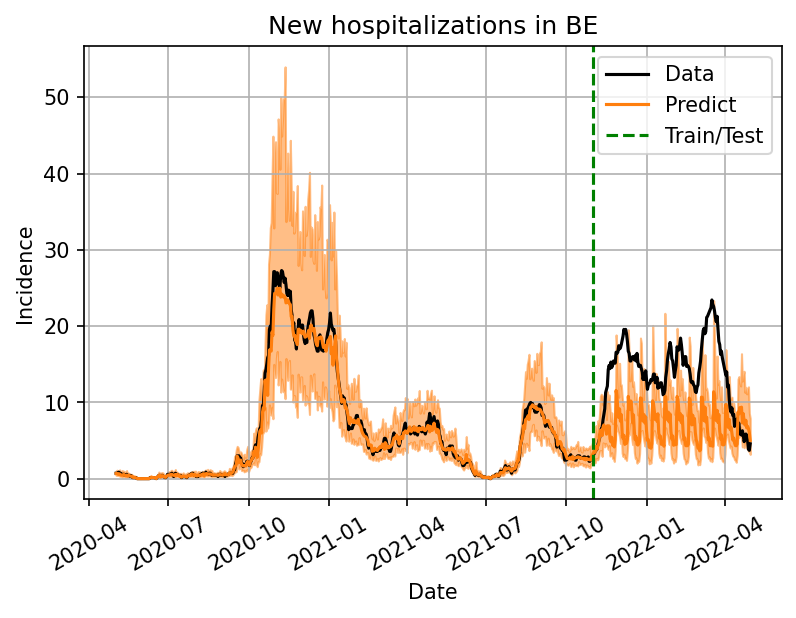 New hospitalizations in BE
Data
Predict
Train/Test
Incidence
50
40
30
20
10
0
2020-04
2020-07
2020-10
2021-01
2021-04
2021-07
2021-10
2022-01
2022-04
Date